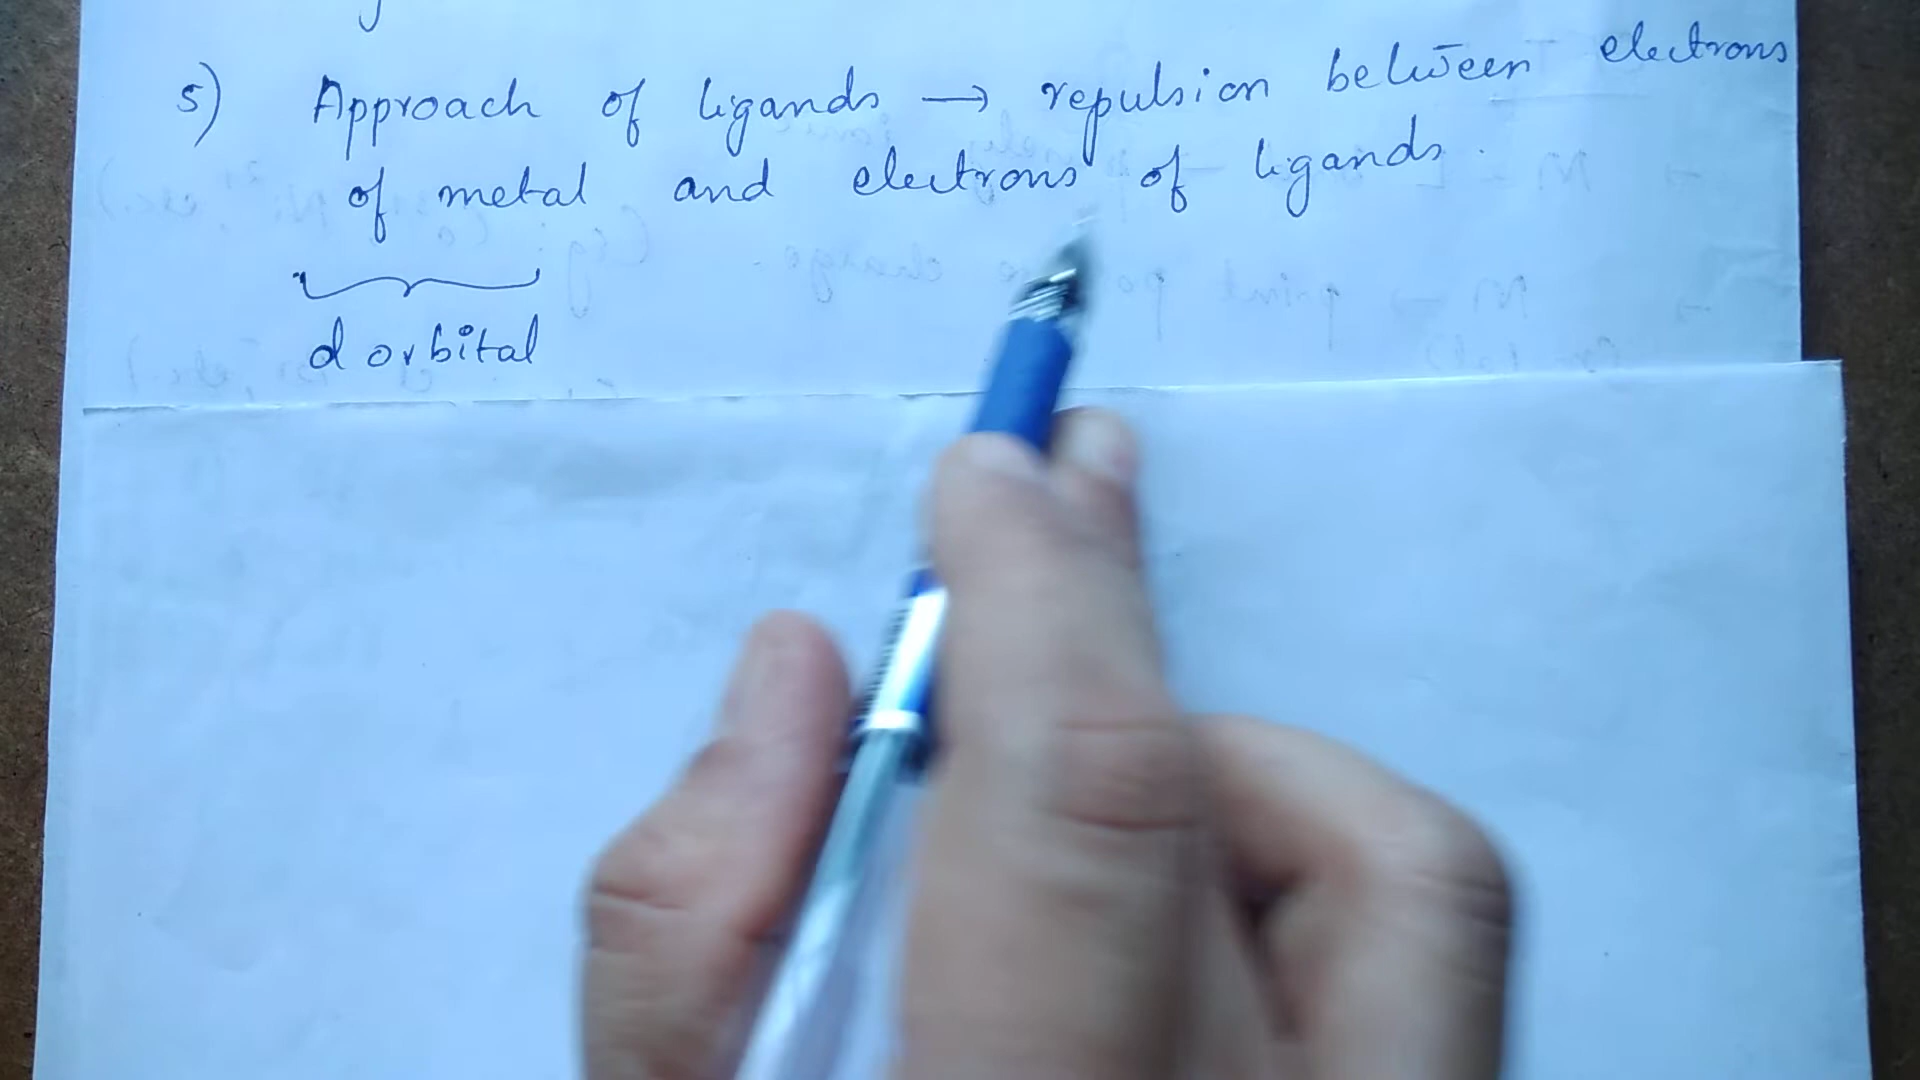 5) Approach of ligands → repulsion between electrons
of metal and electrons of ligands.
d orbital